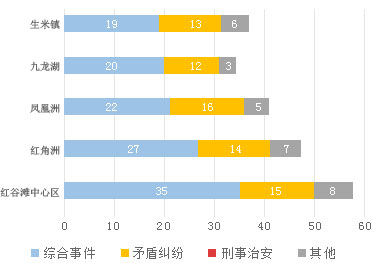 生米镇 19 13 6
九龙湖 20 12 3
凤凰洲 22 16 5
红角洲 27 14 7
红谷滩中心区 35 15 8
0 10 20 30 40 50 60
综合事件 矛盾纠纷 刑事治安 其他